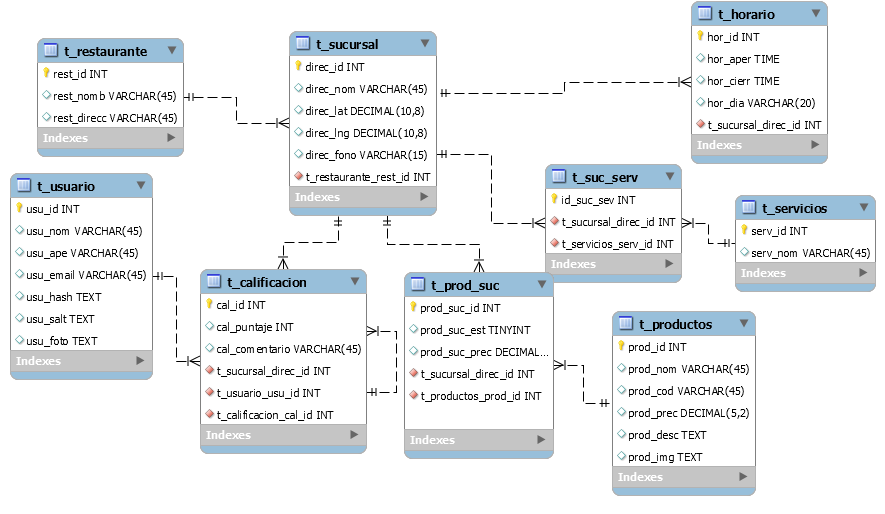 t_restaurante
rest_id INT
rest_nomb VARCHAR(45)
rest_direcc VARCHAR(45)
Indexes
t_sucursal
direc_id INT
direc_nom VARCHAR(45)
direc_lat DECIMAL(10,8)
direc_lng DECIMAL(10,8)
direc_fono VARCHAR(15)
t_restaurante_rest_id INT
Indexes
t_horario
hor_id INT
hor_aper TIME
hor_cierr TIME
hor_dia VARCHAR(20)
t_sucursal_direc_id INT
Indexes
t_usuario
usu_id INT
usu_nom VARCHAR(45)
usu_ape VARCHAR(45)
usu_email VARCHAR(45)
usu_hash TEXT
usu_salt TEXT
usu_foto TEXT
Indexes
t_suc_serv
id_suc_sev INT
t_sucursal_direc_id INT
t_servicios_serv_id INT
Indexes
t_servicios
serv_id INT
serv_nom VARCHAR(45)
Indexes
t_calificacion
cal_id INT
cal_puntaje INT
cal_comentario VARCHAR(45)
t_sucursal_direc_id INT
t_usuario_usu_id INT
t_calificacion_cal_id INT
Indexes
t_prod_suc
prod_suc_id INT
prod_suc_est TINYINT
prod_suc_prec DECIMAL...
t_sucursal_direc_id INT
t_productos_prod_id INT
Indexes
t_productos
prod_id INT
prod_nom VARCHAR(45)
prod_cod VARCHAR(45)
prod_prec DECIMAL(5,2)
prod_desc TEXT
prod_img TEXT
Indexes